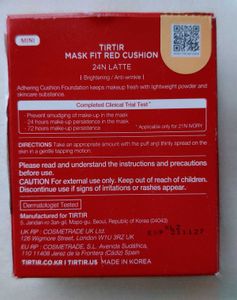 MINI
TIRTIR
MASK FIT RED CUSHION
24N LATTE
[ Brightening / Anti-wrinkle ]
Adhering Cushion Foundation keeps makeup fresh with lightweight powder and
skincare substance.
Completed Clinical Trial Test*
· Prevent smudging of make-up in the mask
· 24 hours make-up persistence in the mask
· 72 hours make-up persistence
* Applicable only for 21N IVORY
DIRECTIONS Take an appropriate amount with the puff and thinly spread on the
skin in a gentle tapping motion.
Please read and understand the instructions and precautions
before use.
CAUTION For external use only. Keep out of reach of children.
Discontinue use if signs of irritations or rashes appear.
Dermatologist Tested
Manufactured for TIRTIR
5, Jandari-ro 3an-gil, Mapo-gu, Seoul, Republic of Korea (04043)
UK RP : COSMETRADE UK Ltd.
126 Wigmore Street, London W1U 3RZ UK
EU RP : COSMETRADE, S.L. Avenida Sudáfrica,
110 11408 Jerez de la Frontera (Cádiz) Spain
TIRTIR.CO.KR | TIRTIR.US MADE IN KOREA